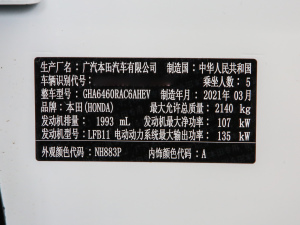 生产厂名：广汽本田汽车有限公司 制造国：中华人民共和国
车辆识别代号： 乘坐人数：5
整车型号：GHA6460RAC6AHEV 制造年月：2021年03月
品牌：本田(HONDA) 最大允许总质量：2140 kg
发动机排量：1993 mL 发动机最大净功率：107 kW
发动机型号：LFB11 电动动力系统最大输出功率：135 kW
外观颜色代码：NH883P 内饰颜色代码：A